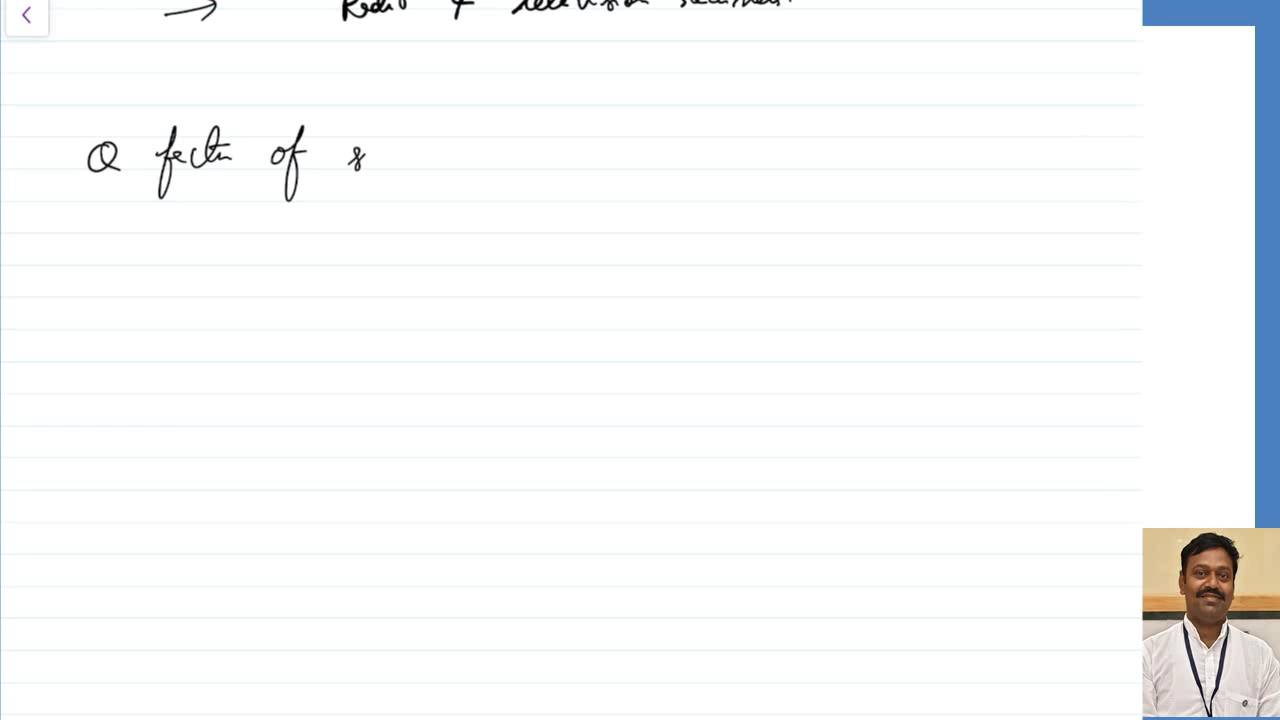 → Radio & television
Q factor of s